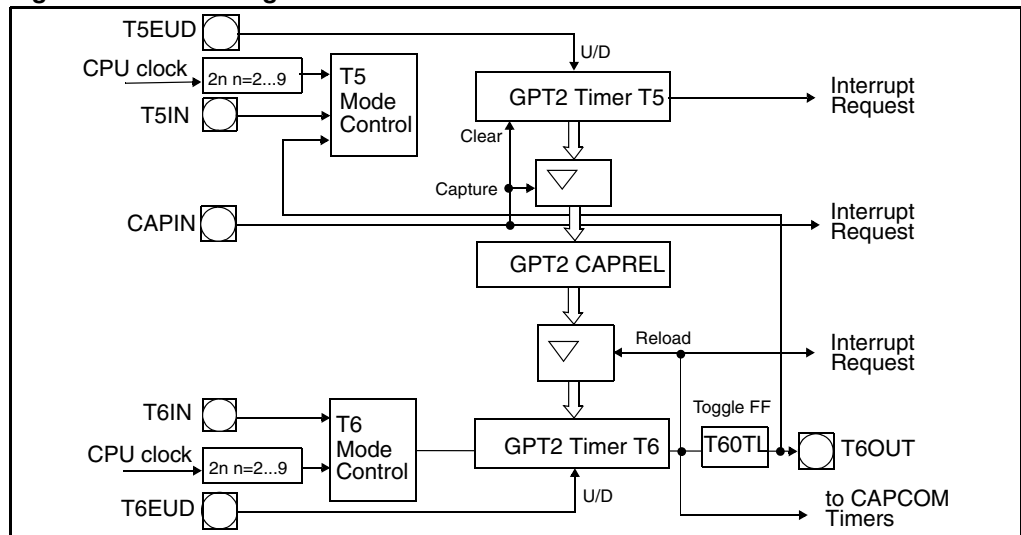 T5EUD
U/D
CPU clock
2n n=2...9
T5
Mode
Control
T5IN
GPT2 Timer T5
Interrupt
Request
Clear
Capture
CAPIN
Interrupt
Request
GPT2 CAPREL
Reload
Interrupt
Request
T6IN
T6
Mode
Control
CPU clock
2n n=2...9
GPT2 Timer T6
Toggle FF
T60TL
T6OUT
T6EUD
U/D
to CAPCOM
Timers